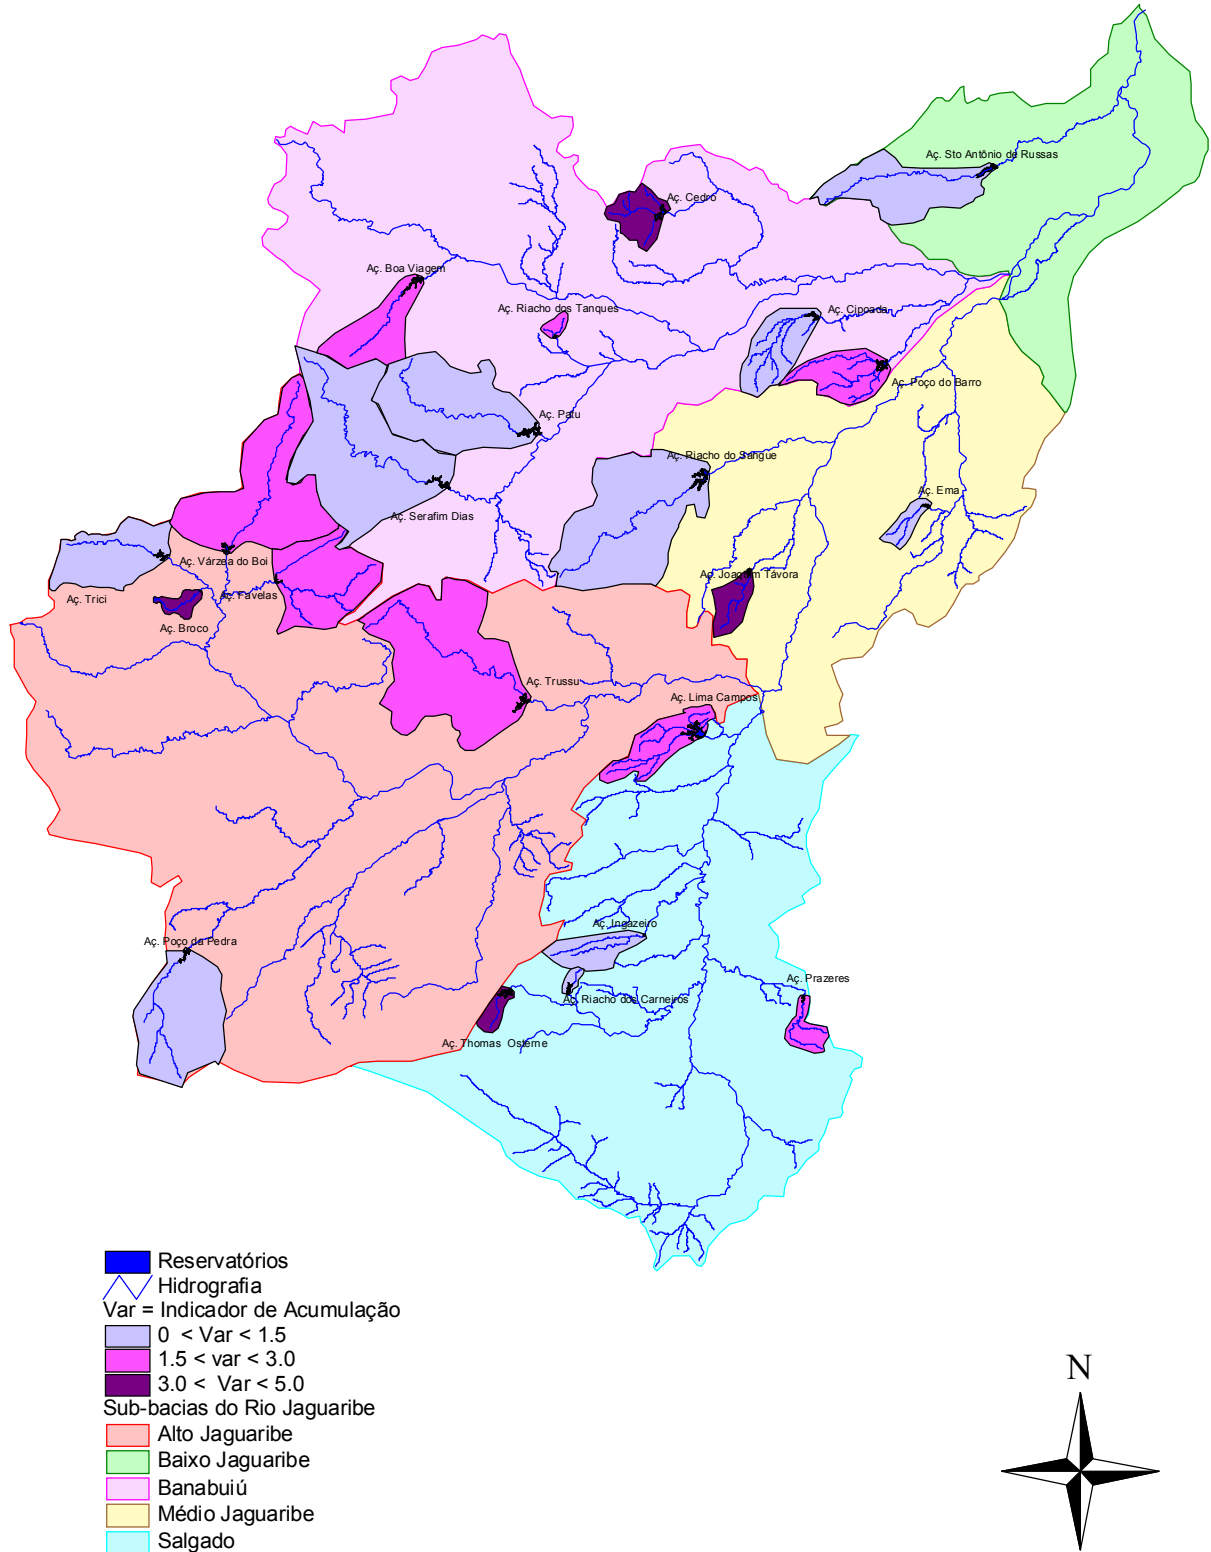 Aç. Sto Antônio de Russas
Aç. Cedro
Aç. Boa Viagem
Aç. Riacho dos Tanques
Aç. Cipoada
Aç. Poço do Barro
Aç. Patu
Aç. Riacho do Sangue
Aç. Ema
Aç. Serafim Dias
Aç. Várzea do Boi
Aç. Joaquim Távora
Aç. Trici
Aç. Favelas
Aç. Broco
Aç. Trussu
Aç. Lima Campos
Aç. Ingazeiro
Aç. Poço da Pedra
Aç. Prazeres
Aç. Riacho dos Carneiros
Aç. Thomas Osterne
Reservatórios
Hidrografia
Var = Indicador de Acumulação
0 < Var < 1.5
1.5 < var < 3.0
3.0 < Var < 5.0
Sub-bacias do Rio Jaguaribe
Alto Jaguaribe
Baixo Jaguaribe
Banabuiú
Médio Jaguaribe
Salgado
N